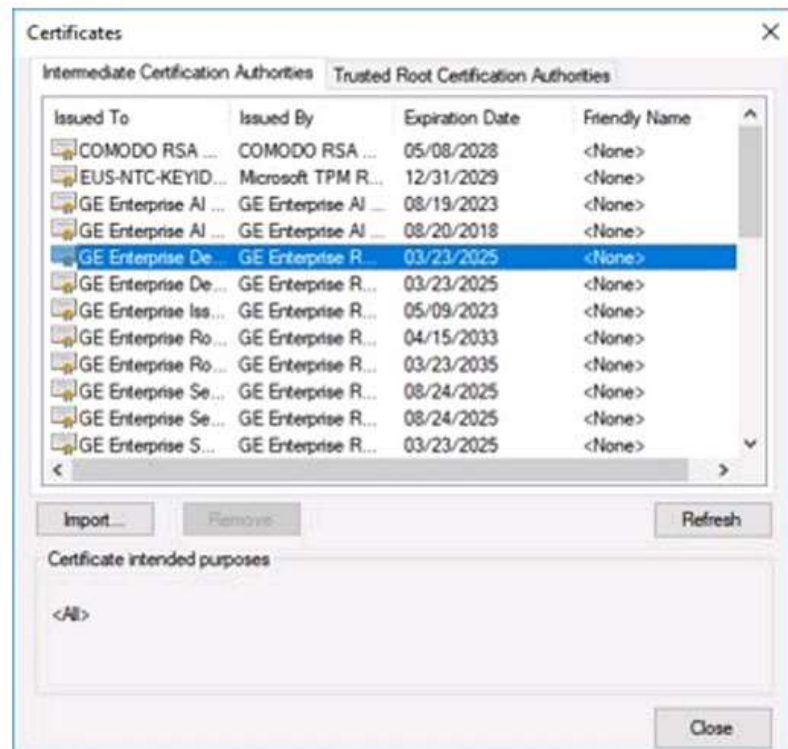 Certificates
Intermediate Certification Authorities Trusted Root Certification Authorities
Issued To Issued By Expiration Date Friendly Name
COMODO RSA ... COMODO RSA ... 05/08/2028 <None>
EUS-NTC-KEYID... Microsoft TPM R... 12/31/2029 <None>
GE Enterprise AI ... GE Enterprise AI ... 08/19/2023 <None>
GE Enterprise AI ... GE Enterprise AI ... 08/20/2018 <None>
GE Enterprise De... GE Enterprise R... 03/23/2025 <None>
GE Enterprise De... GE Enterprise R... 03/23/2025 <None>
GE Enterprise Iss... GE Enterprise R... 05/09/2023 <None>
GE Enterprise Ro... GE Enterprise R... 04/15/2033 <None>
GE Enterprise Ro... GE Enterprise R... 03/23/2035 <None>
GE Enterprise Se... GE Enterprise R... 08/24/2025 <None>
GE Enterprise Se... GE Enterprise R... 08/24/2025 <None>
GE Enterprise S... GE Enterprise R... 03/23/2025 <None>
Import... Remove Refresh
Certificate intended purposes
<All>
Close